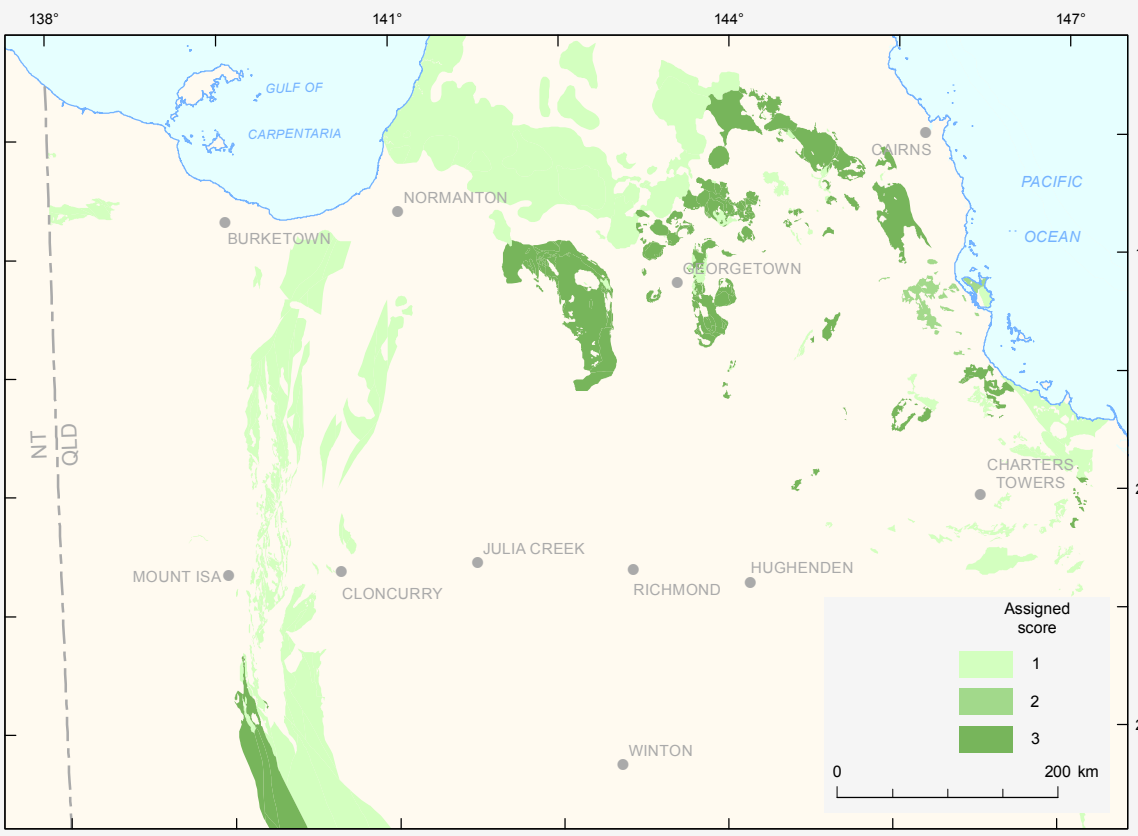 138°
141°
144°
147°
GULF OF
CARPENTARIA
CAIRNS
PACIFIC
OCEAN
NORMANTON
BURKETOWN
GEORGETOWN
NT
QLD
CHARTERS
TOWERS
JULIA CREEK
MOUNT ISA
CLONCURRY
RICHMOND
HUGHENDEN
WINTON
Assigned
score
1
2
3
0
200 km